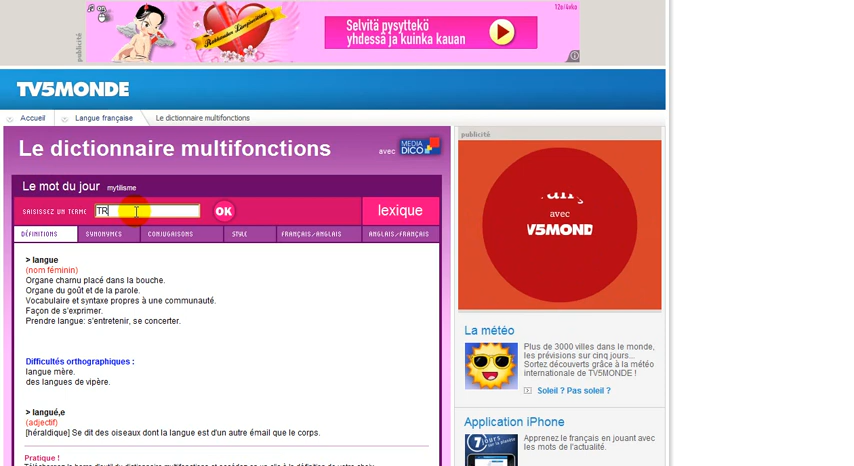 12e/4vko
Selvitä pysyttekö
yhdessä ja kuinka kauan
publicité
TV5MONDE
Accueil
Langue française
Le dictionnaire multifonctions
publicité
Le dictionnaire multifonctions
avec MEDIA DICO
avec
V5MOND
Le mot du jour mytilisme
SAISISSEZ UN TERME TR OK lexique
DÉFINITIONS SYNONYMES CONJUGAISONS STYLE FRANÇAIS/ANGLAIS ANGLAIS/FRANÇAIS
> langue
(nom féminin)
Organe charnu placé dans la bouche.
Organe du goût et de la parole.
Vocabulaire et syntaxe propres à une communauté.
Façon de s'exprimer.
Prendre langue: s'entretenir, se concerter.
Difficultés orthographiques :
langue mère.
des langues de vipère.
> langué,e
(adjectif)
[héraldique] Se dit des oiseaux dont la langue est d'un autre émail que le corps.
Pratique !
La météo
Plus de 3000 villes dans le monde,
les prévisions sur cinq jours...
Sortez découverts grâce à la météo
internationale de TV5MONDE !
Soleil ? Pas soleil ?
Application iPhone
7 jours
Apprenez le français en jouant avec
les mots de l'actualité.